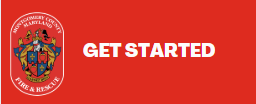 MONTGOMERY COUNTY
MARYLAND
FIRE & RESCUE
GET STARTED